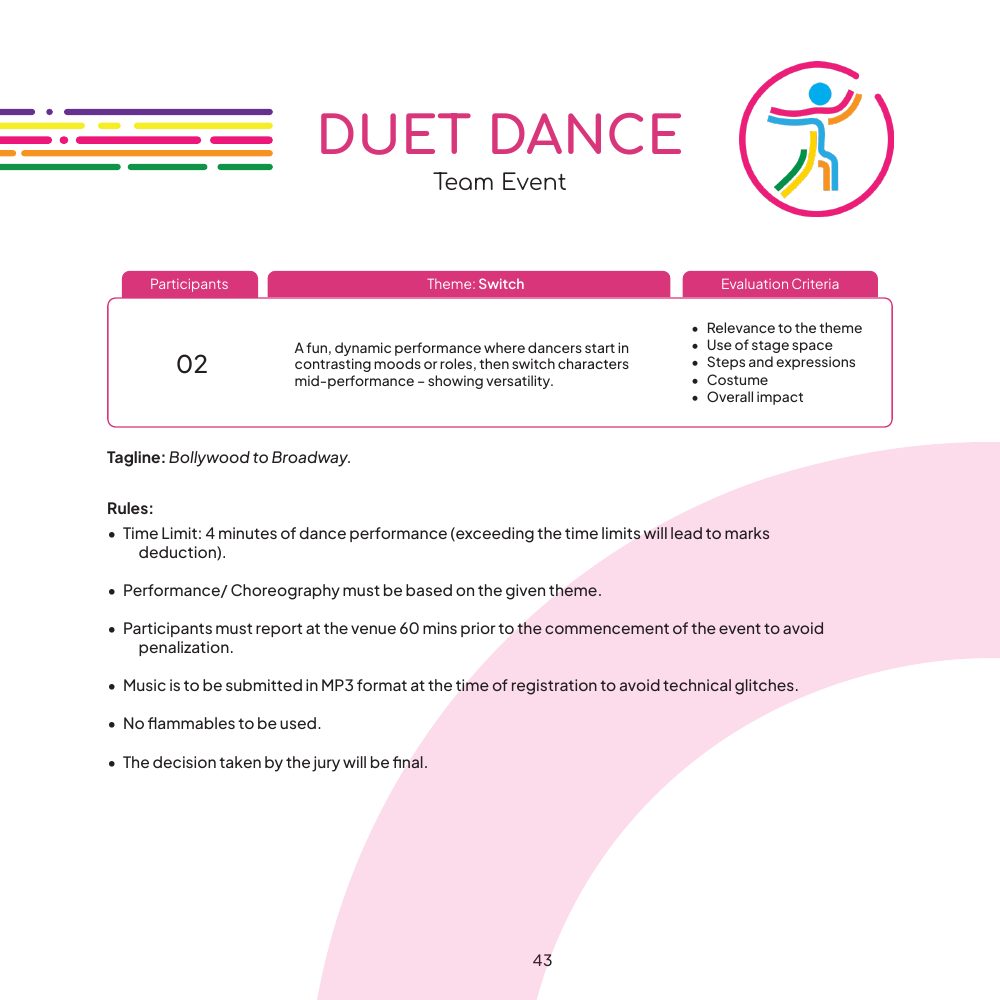 DUET DANCE
Team Event
Participants
Theme: Switch
Evaluation Criteria
02
A fun, dynamic performance where dancers start in
contrasting moods or roles, then switch characters
mid-performance – showing versatility.
• Relevance to the theme
• Use of stage space
• Steps and expressions
• Costume
• Overall impact
Tagline: Bollywood to Broadway.
Rules:
• Time Limit: 4 minutes of dance performance (exceeding the time limits will lead to marks
deduction).
• Performance/ Choreography must be based on the given theme.
• Participants must report at the venue 60 mins prior to the commencement of the event to avoid
penalization.
• Music is to be submitted in MP3 format at the time of registration to avoid technical glitches.
• No flammables to be used.
• The decision taken by the jury will be final.
43